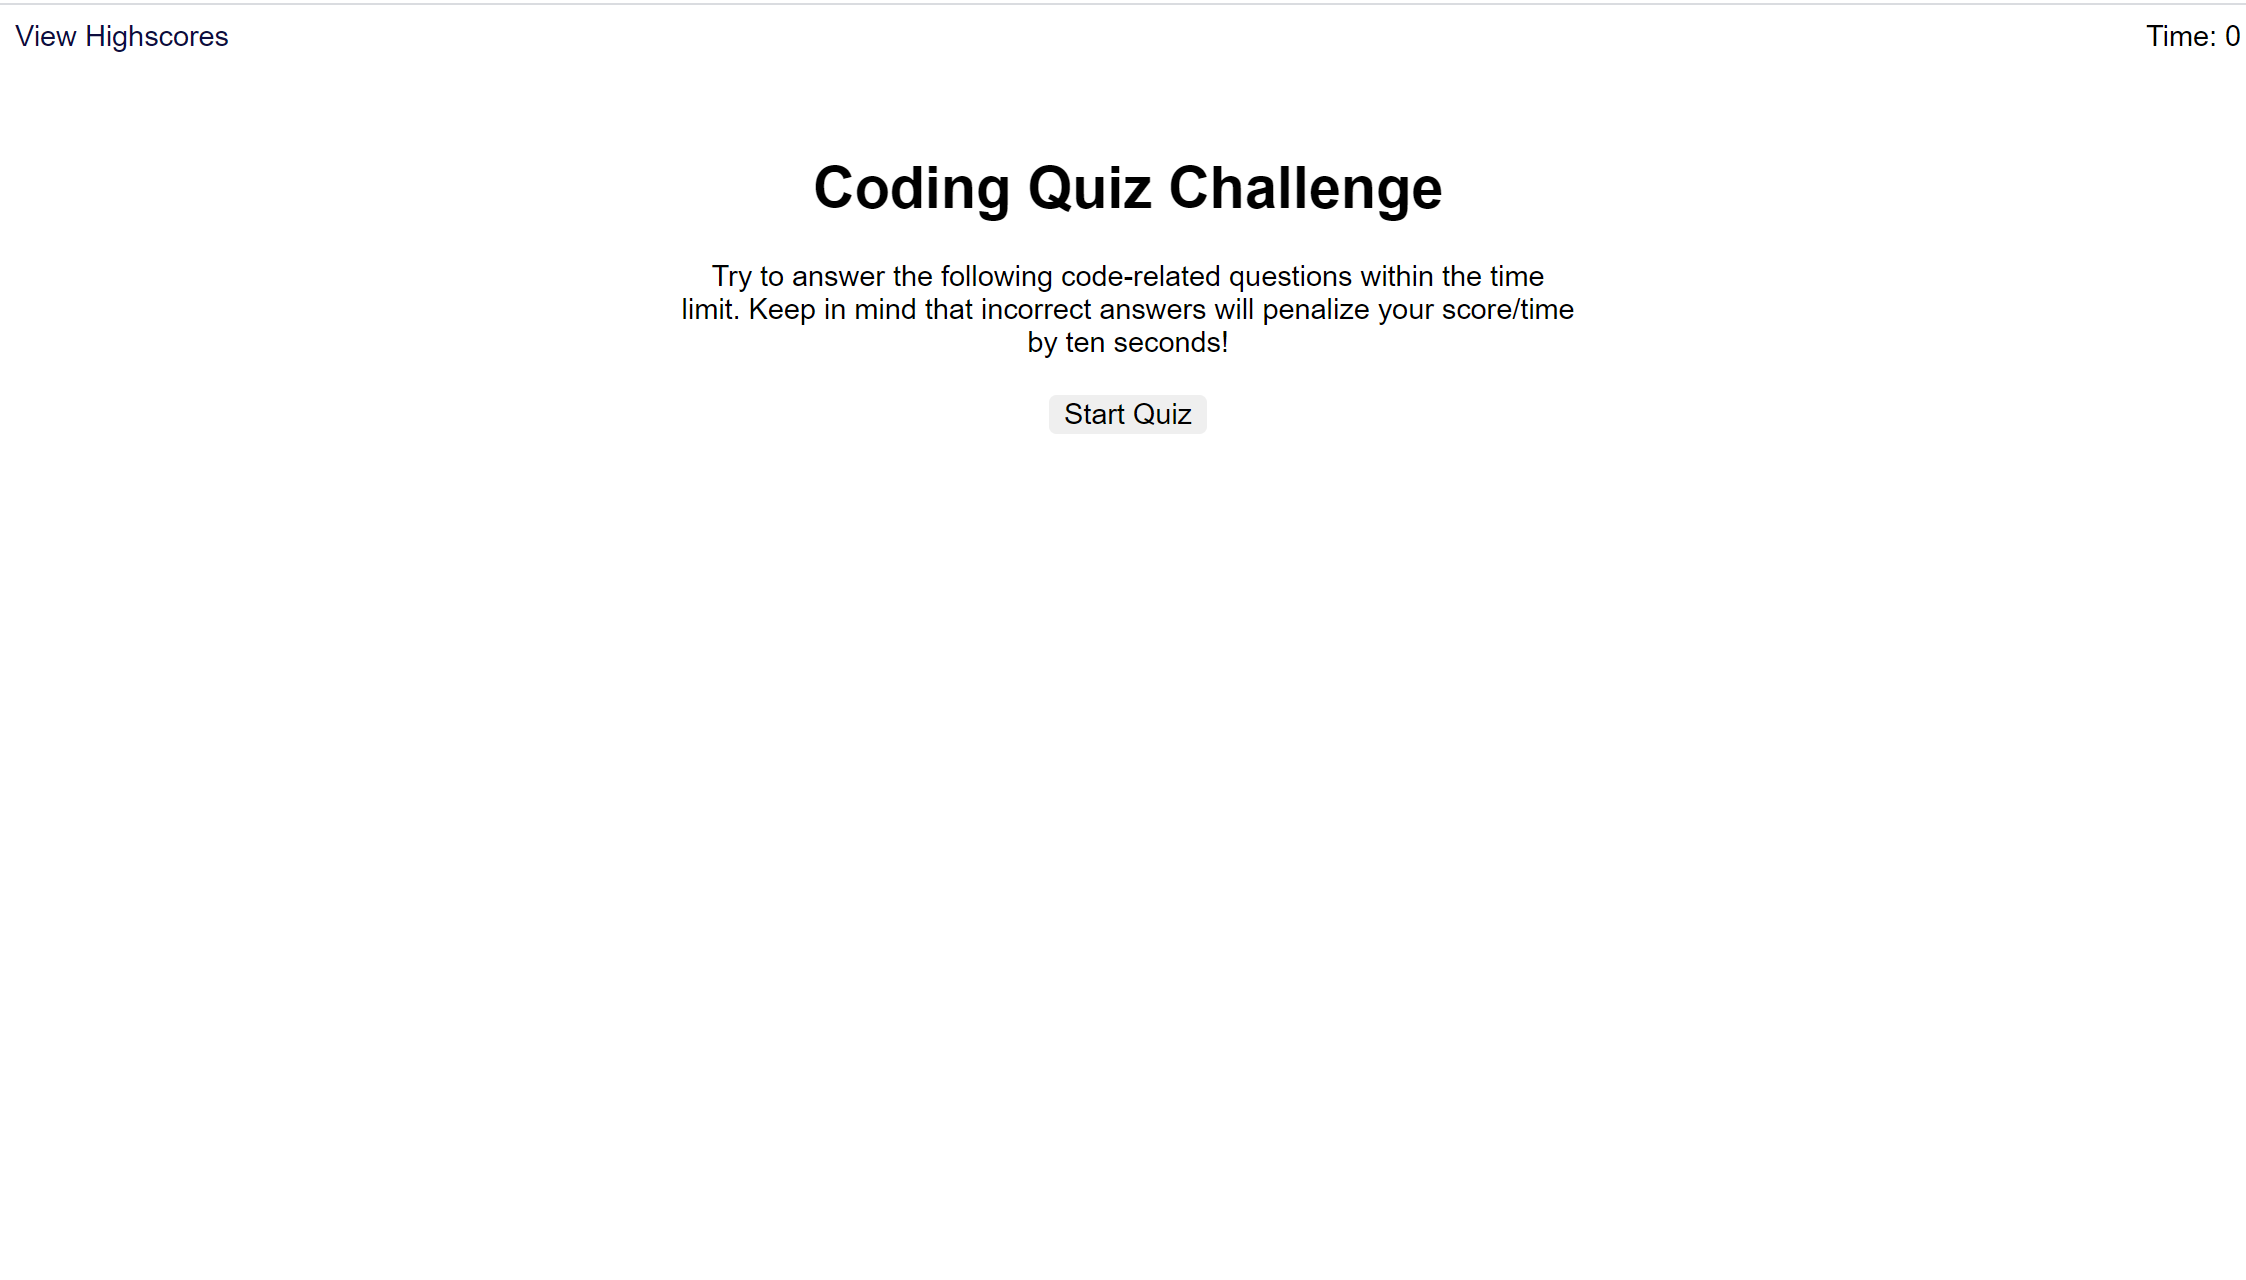 View Highscores
Time: 0
Coding Quiz Challenge
Try to answer the following code-related questions within the time
limit. Keep in mind that incorrect answers will penalize your score/time
by ten seconds!
Start Quiz